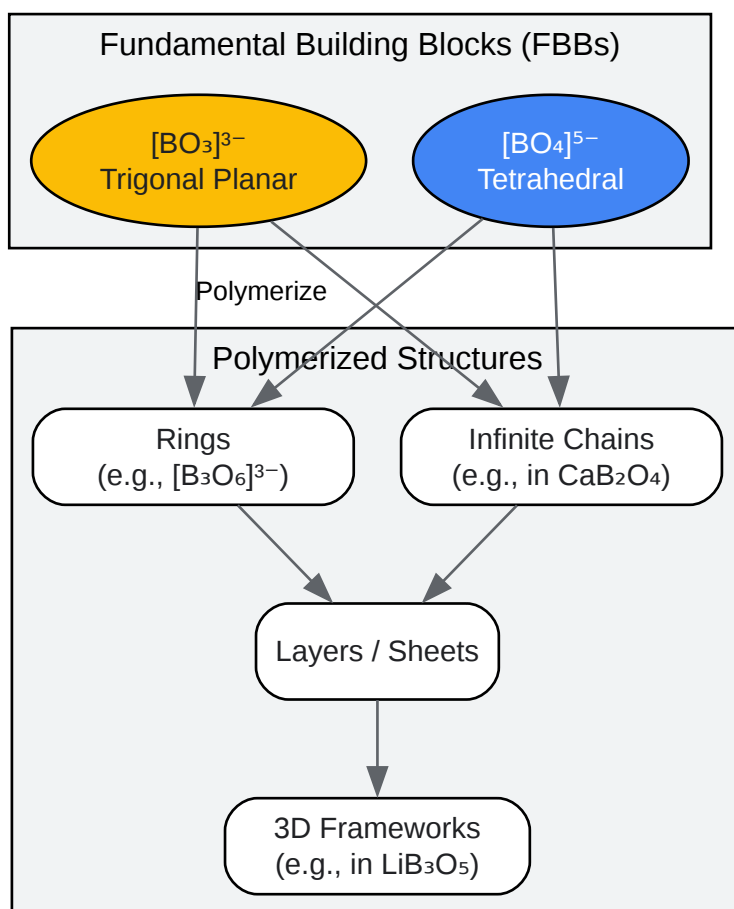 Fundamental Building Blocks (FBBs)
[BO₃]³⁻
Trigonal Planar
[BO₄]⁵⁻
Tetrahedral
Polymerize
Polymerized Structures
Rings
(e.g., [B₃O₆]³⁻)
Infinite Chains
(e.g., in CaB₂O₄)
Layers / Sheets
3D Frameworks
(e.g., in LiB₃O₅)